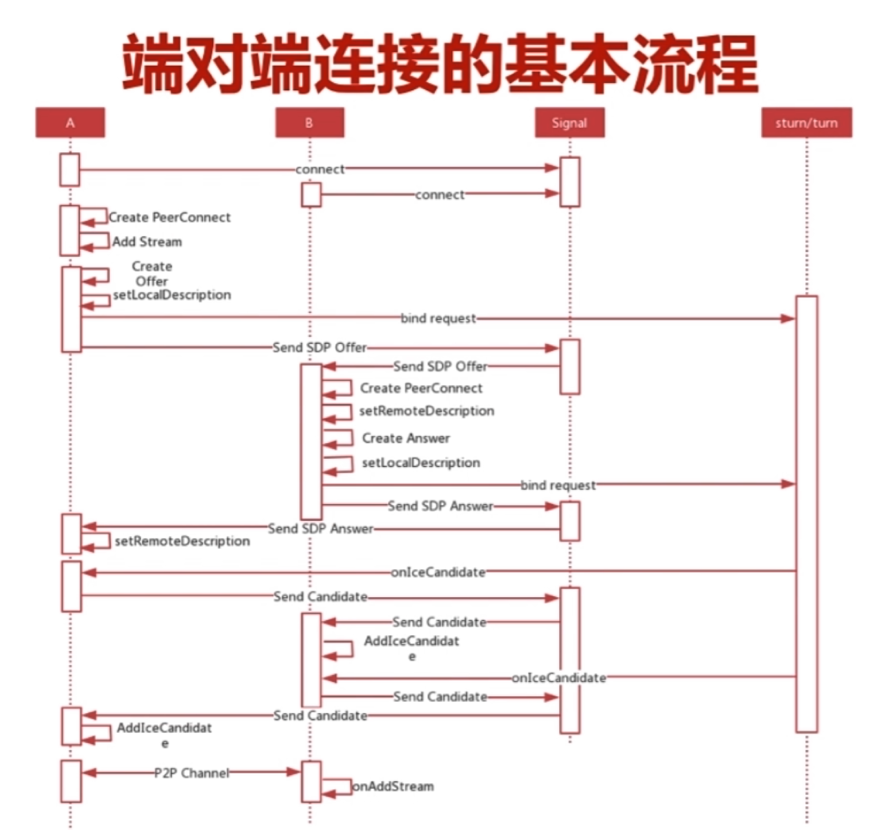 端对端连接的基本流程
A
B
Signal
sturn/turn
connect
connect
Create PeerConnect
Add Stream
Create
Offer
setLocalDescription
bind request
Send SDP Offer
Send SDP Offer
Create PeerConnect
setRemoteDescription
Create Answer
setLocalDescription
bind request
Send SDP Answer
Send SDP Answer
setRemoteDescription
onIceCandidate
Send Candidate
Send Candidate
AddIceCandidat
e
onIceCandidate
Send Candidate
Send Candidate
AddIceCandidat
e
P2P Channel
onAddStream